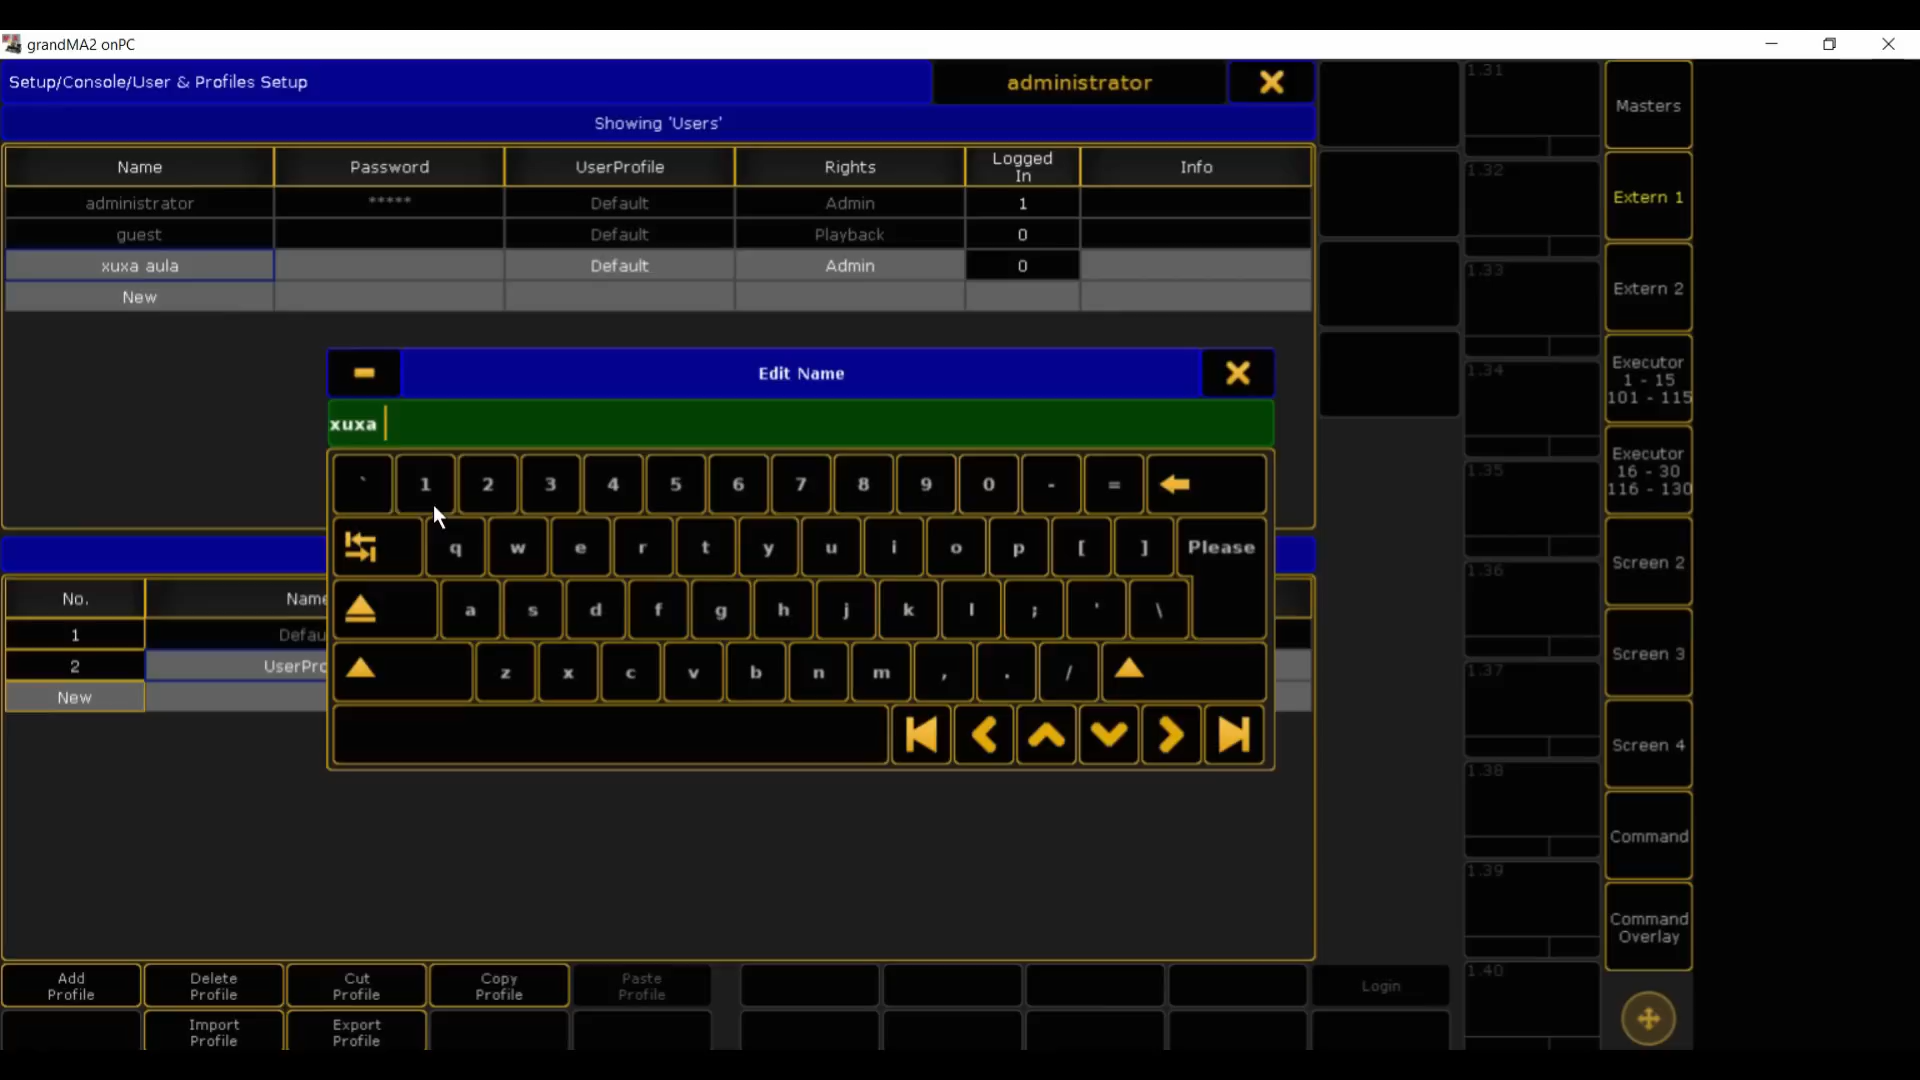 grandMA2 onPC
Setup/Console/User & Profiles Setup
administrator
Showing 'Users'
Name Password UserProfile Rights Logged In Info
administrator ***** Default Admin 1
guest Default Playback 0
xuxa aula Default Admin 0
New
Edit Name
xuxa
` 1 2 3 4 5 6 7 8 9 0 - =
q w e r t y u i o p [ ] Please
a s d f g h j k l ; ' \
z x c v b n m , . /
No. Name
1 Defau
2 UserPro
New
Add Profile
Delete Profile
Cut Profile
Copy Profile
Paste Profile
Login
Import Profile
Export Profile
1.31
1.32
1.33
1.34
1.35
1.36
1.37
1.38
1.39
1.40
Masters
Extern 1
Extern 2
Executor
1 - 15
101 - 115
Executor
16 - 30
116 - 130
Screen 2
Screen 3
Screen 4
Command
Command
Overlay